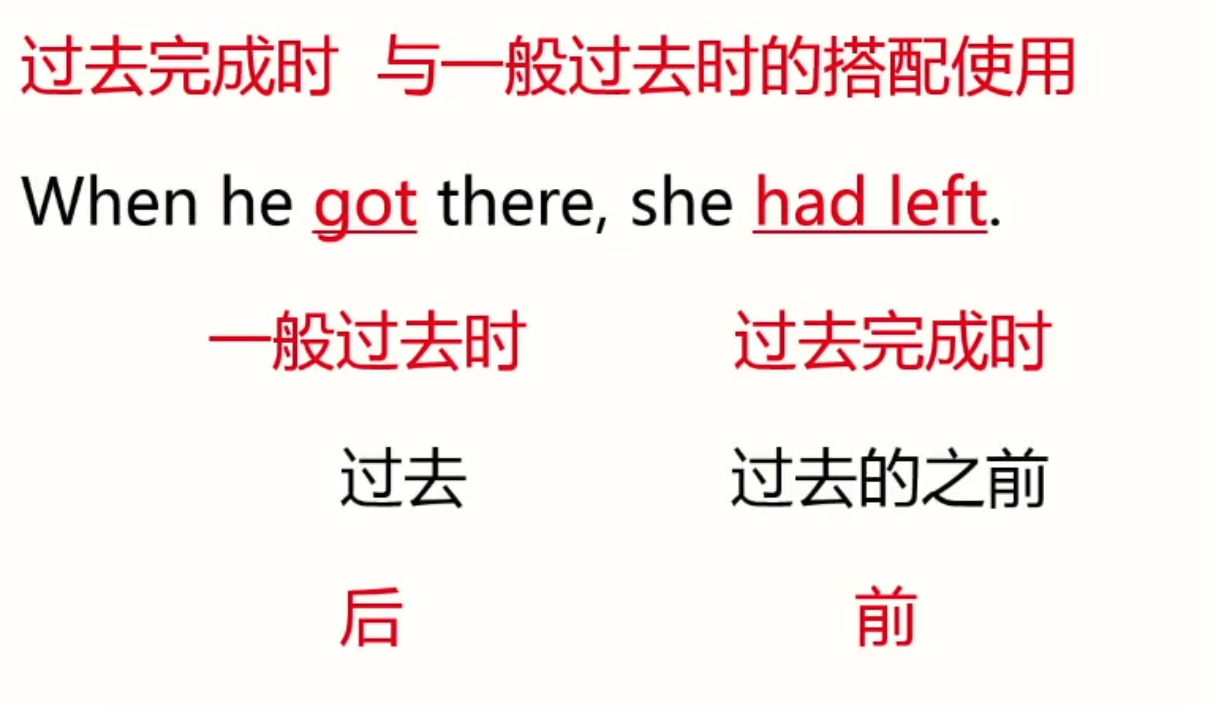 过去完成时 与一般过去时的搭配使用
When he got there, she had left.
一般过去时 过去完成时
过去 过去的之前
后 前